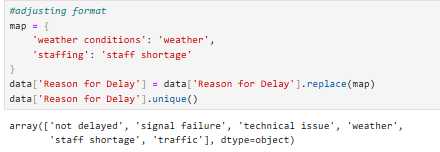 #adjusting format
map = {
    'weather conditions': 'weather',
    'staffing': 'staff shortage'
}
data['Reason for Delay'] = data['Reason for Delay'].replace(map)
data['Reason for Delay'].unique()
array(['not delayed', 'signal failure', 'technical issue', 'weather',
       'staff shortage', 'traffic'], dtype=object)